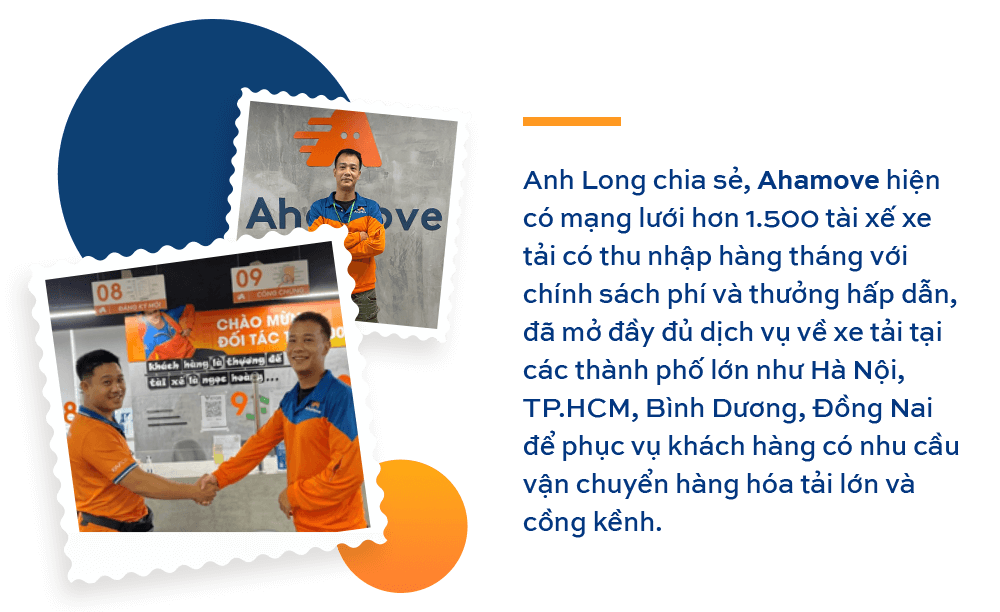 Ahamove
08
ĐĂNG KÝ MỚI
09
CÔNG CHỨNG
CHÀO MỪNG
ĐỐI TÁC
khách hàng là thượng đế
tài xế là ngọc hoàng...
Anh Long chia sẻ, Ahamove hiện
có mạng lưới hơn 1.500 tài xế xe
tải có thu nhập hàng tháng với
chính sách phí và thưởng hấp dẫn,
đã mở đầy đủ dịch vụ về xe tải tại
các thành phố lớn như Hà Nội,
TP.HCM, Bình Dương, Đồng Nai
để phục vụ khách hàng có nhu cầu
vận chuyển hàng hóa tải lớn và
cồng kềnh.